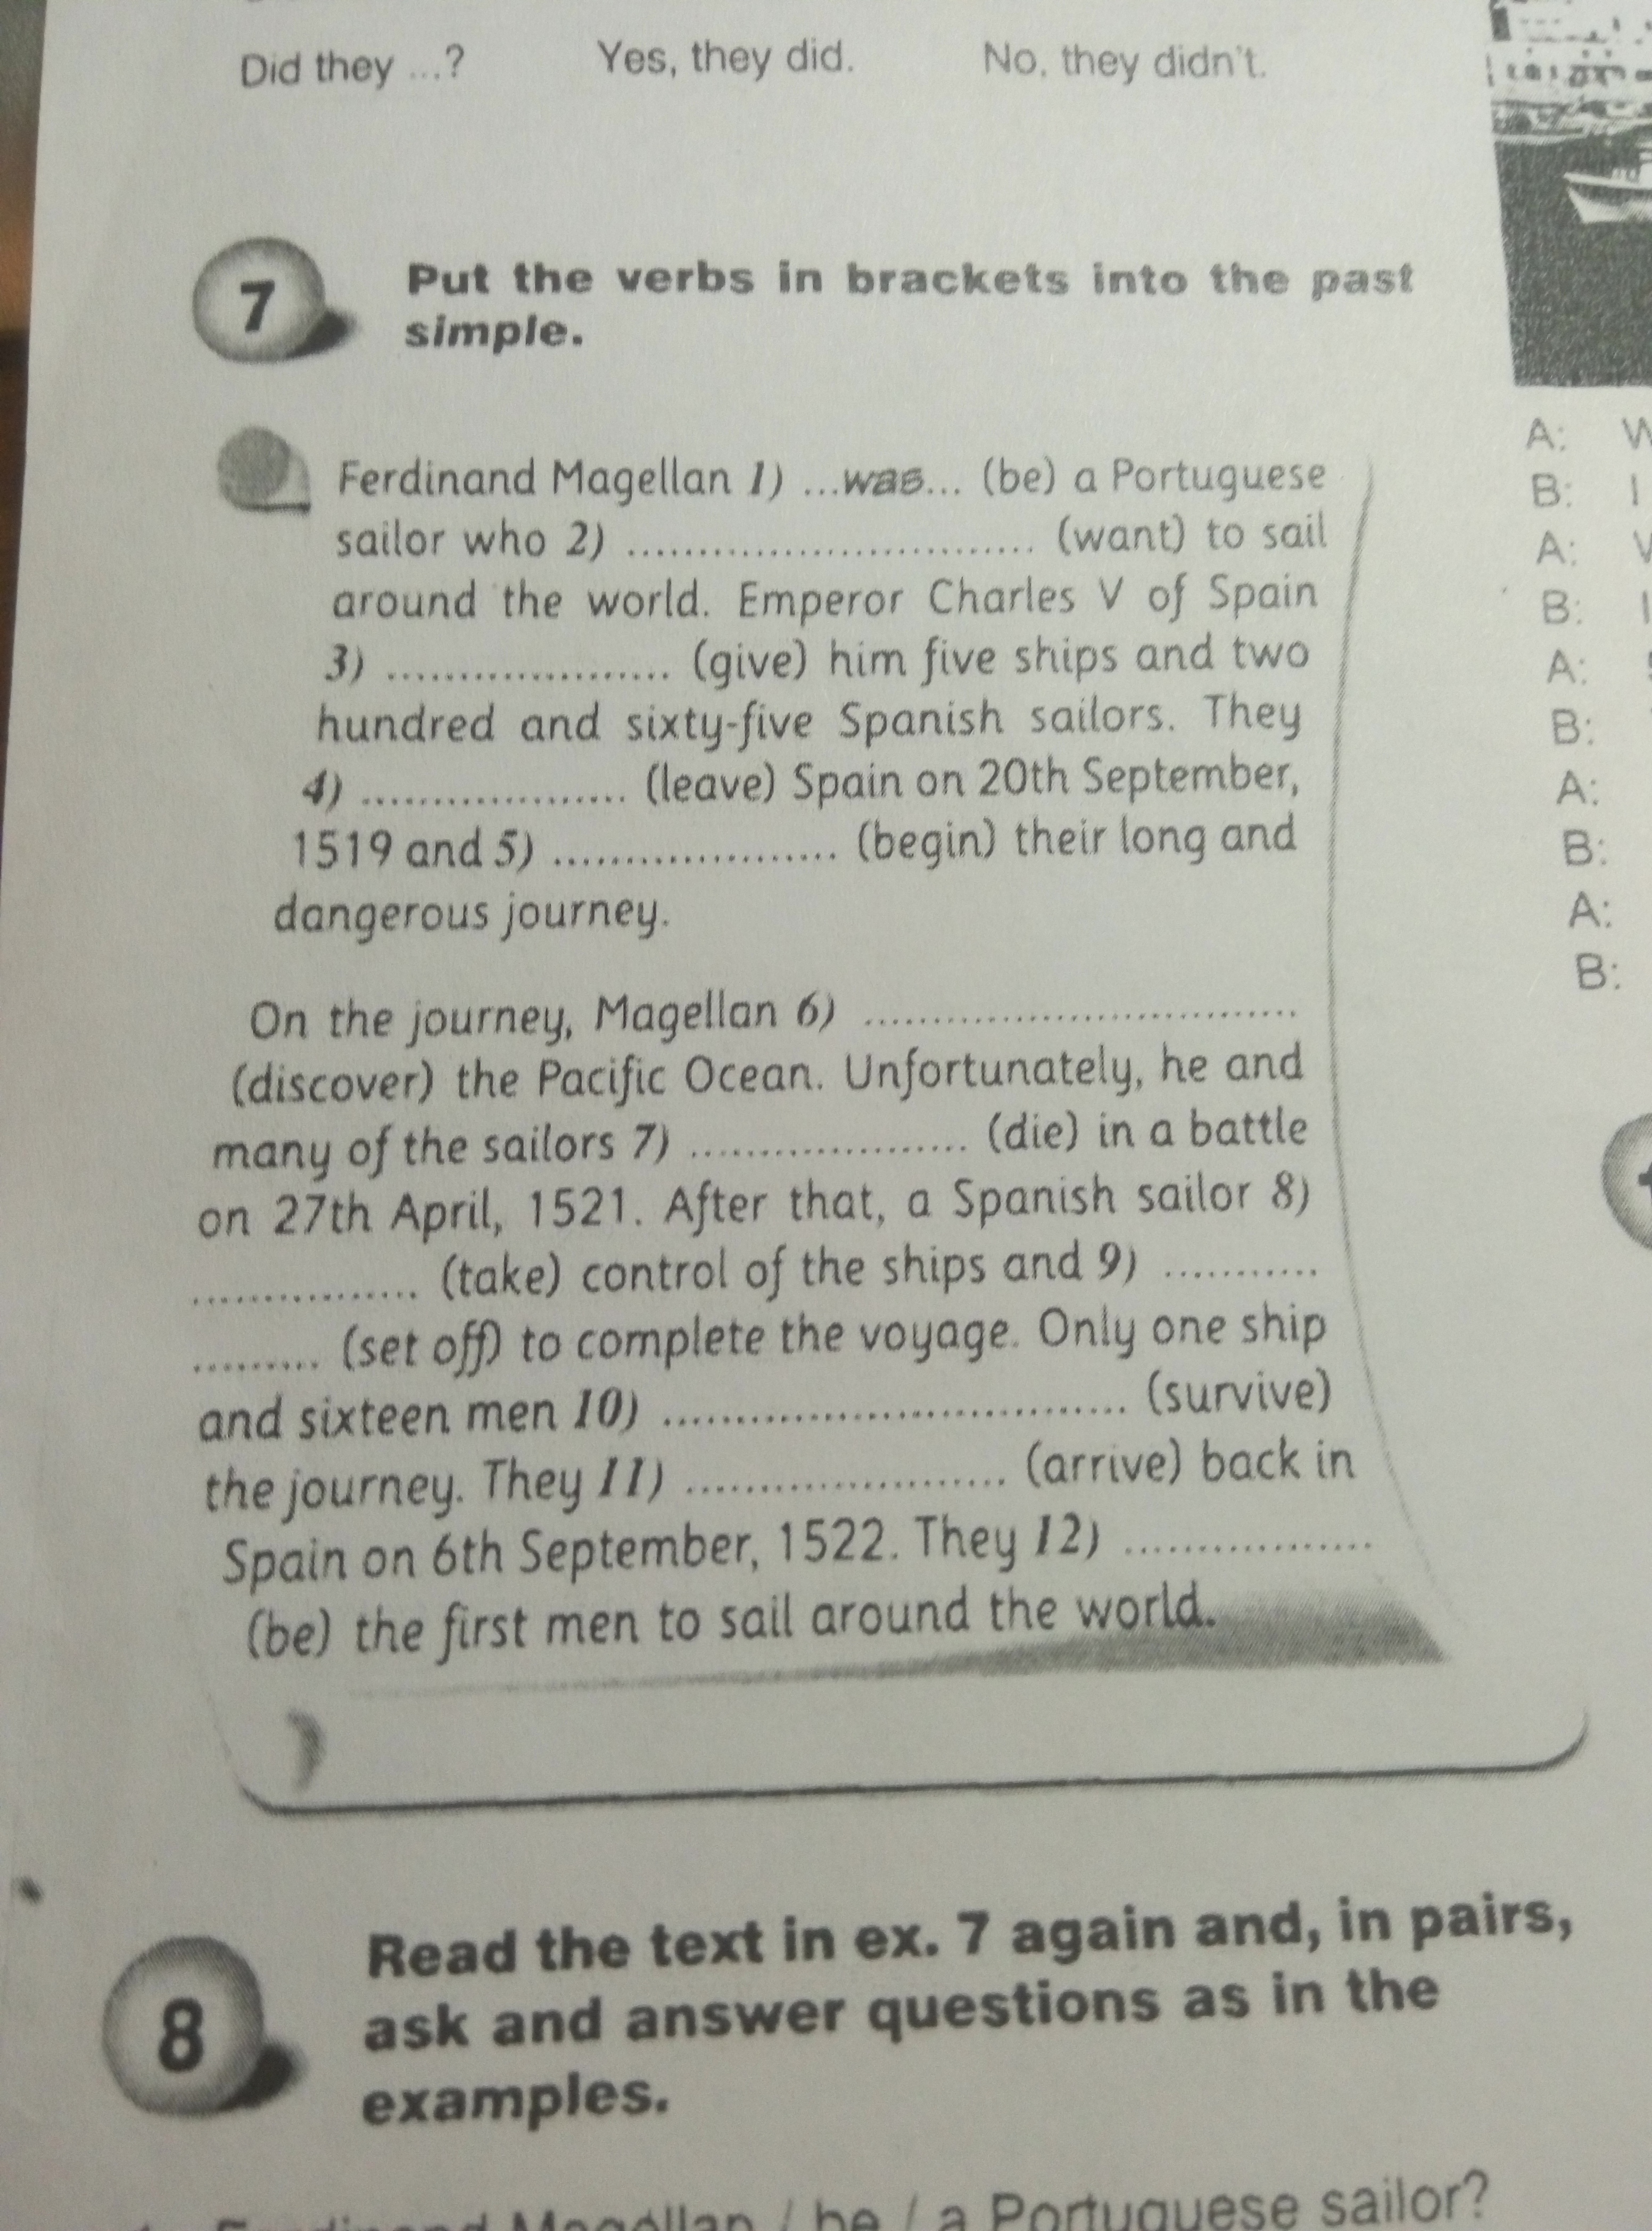 Did they ...? Yes, they did. No, they didn't.
7 Put the verbs in brackets into the past
simple.
Ferdinand Magellan 1) ...was... (be) a Portuguese
sailor who 2) ............................ (want) to sail
around the world. Emperor Charles V of Spain
3) .................... (give) him five ships and two
hundred and sixty-five Spanish sailors. They
4) ................... (leave) Spain on 20th September,
1519 and 5) .................... (begin) their long and
dangerous journey.
On the journey, Magellan 6) ...............................
(discover) the Pacific Ocean. Unfortunately, he and
many of the sailors 7) ................... (die) in a battle
on 27th April, 1521. After that, a Spanish sailor 8)
................ (take) control of the ships and 9) ...........
......... (set off) to complete the voyage. Only one ship
and sixteen men 10) ................................ (survive)
the journey. They 11) ...................... (arrive) back in
Spain on 6th September, 1522. They 12) .................
(be) the first men to sail around the world.
8 Read the text in ex. 7 again and, in pairs,
ask and answer questions as in the
examples.
Ferdinand Magellan / be / a Portuguese sailor?
A:
B: I
A:
B: I
A:
B:
A:
B:
A:
B: